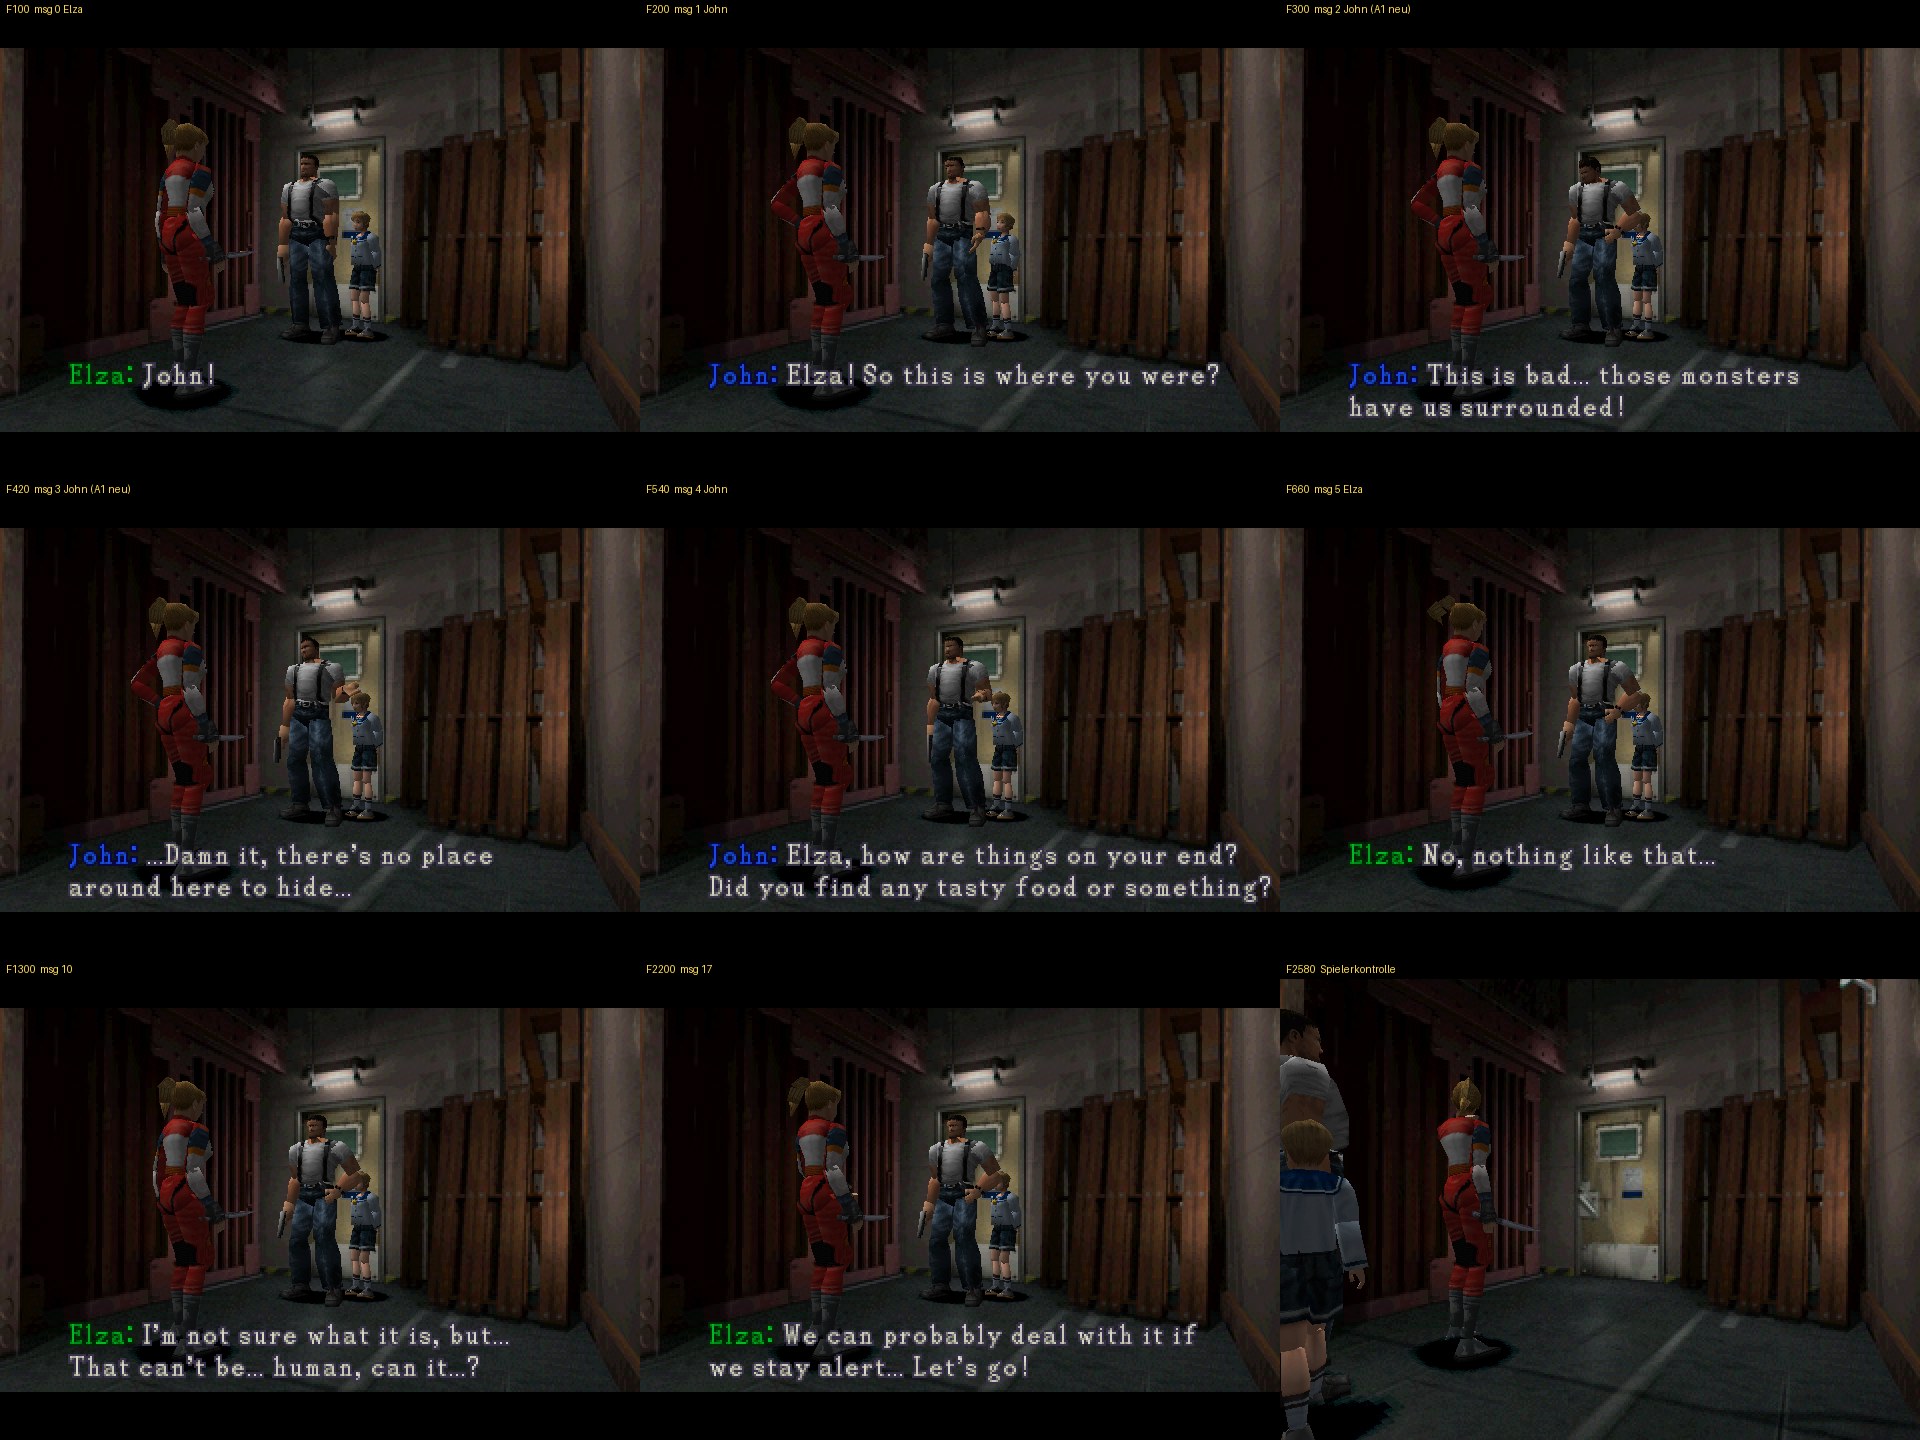 F100 msg 0 Elza
Elza: John!
F200 msg 1 John
John: Elza! So this is where you were?
F300 msg 2 John (A1 neu)
John: This is bad... those monsters
have us surrounded!
F420 msg 3 John (A1 neu)
John: ...Damn it, there's no place
around here to hide...
F540 msg 4 John
John: Elza, how are things on your end?
Did you find any tasty food or something?
F660 msg 5 Elza
Elza: No, nothing like that...
F1300 msg 10
Elza: I'm not sure what it is, but...
That can't be... human, can it...?
F2200 msg 17
Elza: We can probably deal with it if
we stay alert... Let's go!
F2580 Spielerkontrolle